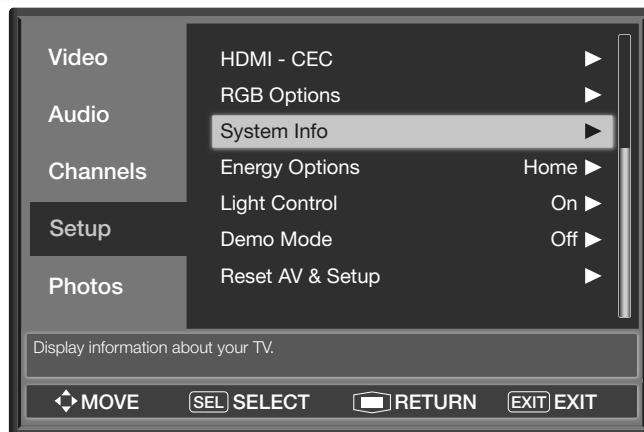 Video
Audio
Channels
Setup
Photos
HDMI - CEC
RGB Options
System Info
Energy Options Home
Light Control On
Demo Mode Off
Reset AV & Setup
Display information about your TV.
MOVE SEL SELECT RETURN EXIT EXIT